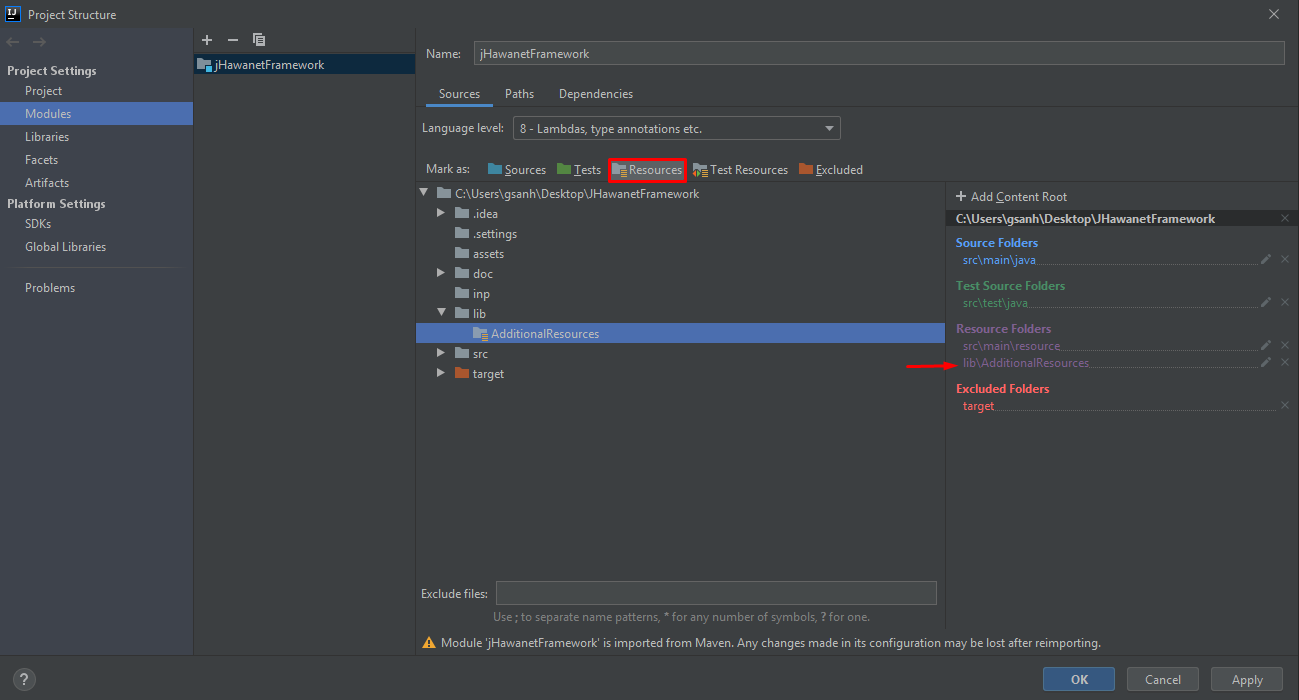 Project Structure
Project Settings
Project
Modules
Libraries
Facets
Artifacts
Platform Settings
SDKs
Global Libraries
Problems
jHawanetFramework
Name: jHawanetFramework
Sources Paths Dependencies
Language level: 8 - Lambdas, type annotations etc.
Mark as: Sources Tests Resources Test Resources Excluded
C:\Users\gsanh\Desktop\JHawanetFramework
.idea
.settings
assets
doc
inp
lib
AdditionalResources
src
target
+ Add Content Root
C:\Users\gsanh\Desktop\JHawanetFramework
Source Folders
src\main\java
Test Source Folders
src\test\java
Resource Folders
src\main\resource
lib\AdditionalResources
Excluded Folders
target
Exclude files:
Use ; to separate name patterns, * for any number of symbols, ? for one.
Module 'jHawanetFramework' is imported from Maven. Any changes made in its configuration may be lost after reimporting.
? OK Cancel Apply